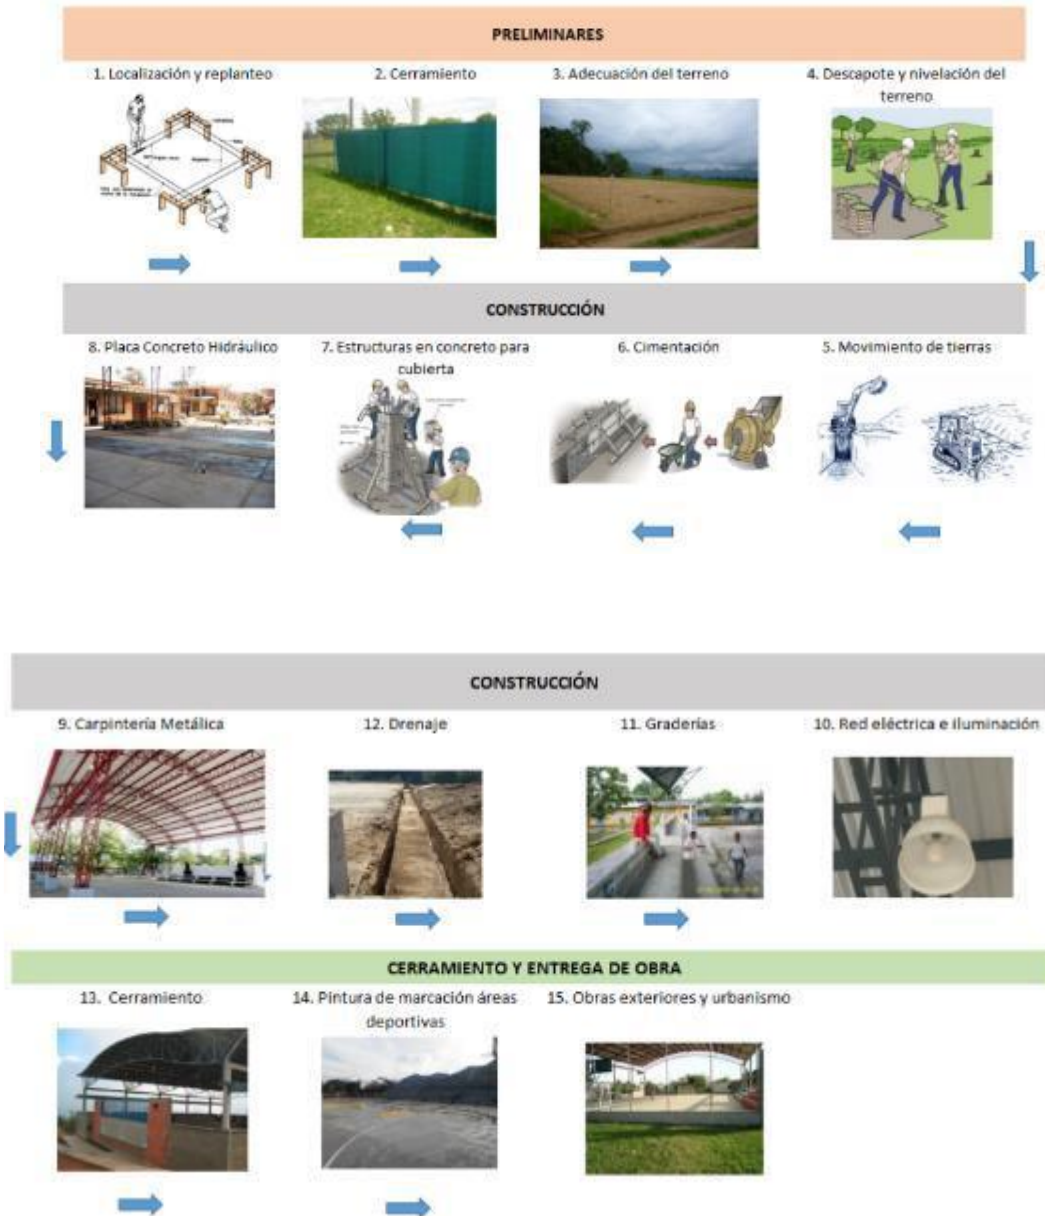 PRELIMINARES
1. Localización y replanteo
2. Cerramiento
3. Adecuación del terreno
4. Descapote y nivelación del
terreno
CONSTRUCCIÓN
8. Placa Concreto Hidráulico
7. Estructuras en concreto para
cubierta
6. Cimentación
5. Movimiento de tierras
CONSTRUCCIÓN
9. Carpintería Metálica
12. Drenaje
11. Graderías
10. Red eléctrica e iluminación
CERRAMIENTO Y ENTREGA DE OBRA
13. Cerramiento
14. Pintura de marcación áreas
deportivas
15. Obras exteriores y urbanismo